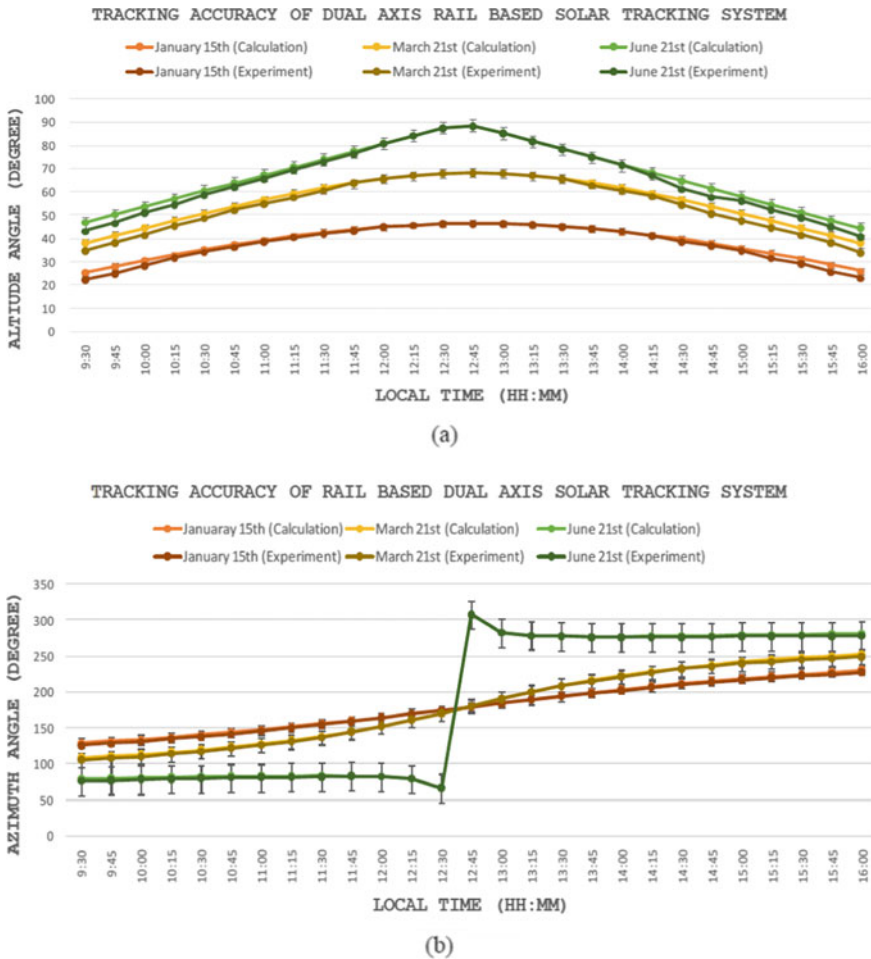 TRACKING ACCURACY OF DUAL AXIS RAIL BASED SOLAR TRACKING SYSTEM
January 15th (Calculation) March 21st (Calculation) June 21st (Calculation)
January 15th (Experiment) March 21st (Experiment) June 21st (Experiment)
ALTIUDE ANGLE (DEGREE)
100
90
80
70
60
50
40
30
20
10
0
9:30 9:45 10:00 10:15 10:30 10:45 11:00 11:15 11:30 11:45 12:00 12:15 12:30 12:45 13:00 13:15 13:30 13:45 14:00 14:15 14:30 14:45 15:00 15:15 15:30 15:45 16:00
LOCAL TIME (HH:MM)
(a)
TRACKING ACCURACY OF RAIL BASED DUAL AXIS SOLAR TRACKING SYSTEM
Januaray 15th (Calculation) March 21st (Calculation) June 21st (Calculation)
January 15th (Experiment) March 21st (Experiment) June 21st (Experiment)
AZIMUTH ANGLE (DEGREE)
350
300
250
200
150
100
50
0
9:30 9:45 10:00 10:15 10:30 10:45 11:00 11:15 11:30 11:45 12:00 12:15 12:30 12:45 13:00 13:15 13:30 13:45 14:00 14:15 14:30 14:45 15:00 15:15 15:30 15:45 16:00
LOCAL TIME (HH:MM)
(b)